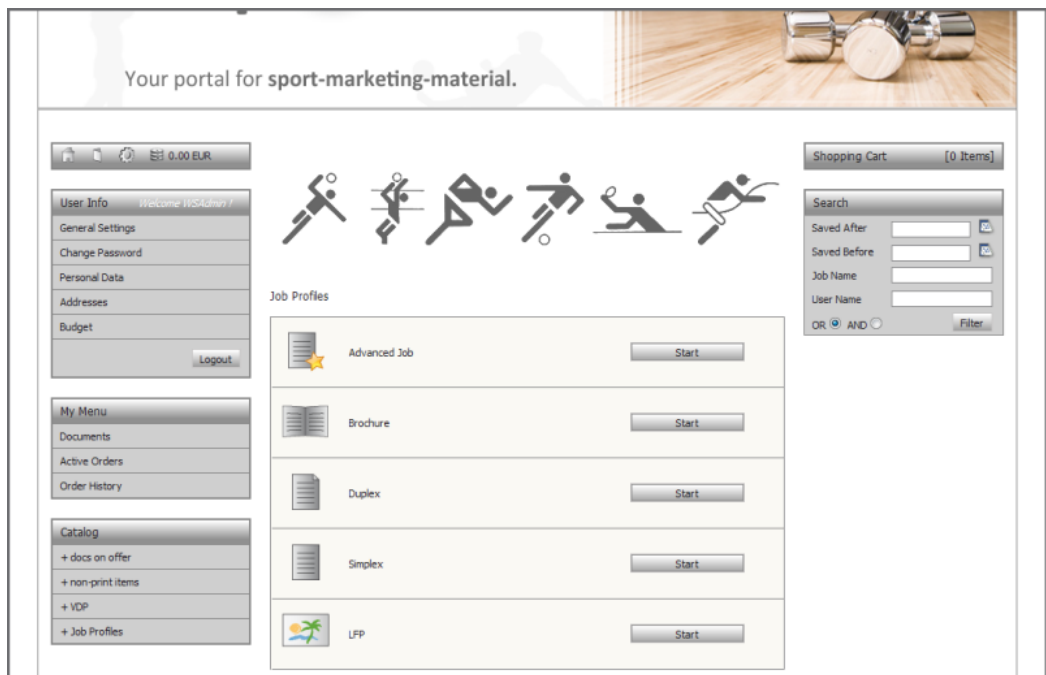 Your portal for sport-marketing-material.
0.00 EUR
User Info Welcome WSAdmin !
General Settings
Change Password
Personal Data
Addresses
Budget
Logout
My Menu
Documents
Active Orders
Order History
Catalog
+ docs on offer
+ non-print items
+ VDP
+ Job Profiles
Job Profiles
Advanced Job Start
Brochure Start
Duplex Start
Simplex Start
LFP Start
Shopping Cart [0 Items]
Search
Saved After
Saved Before
Job Name
User Name
OR AND Filter